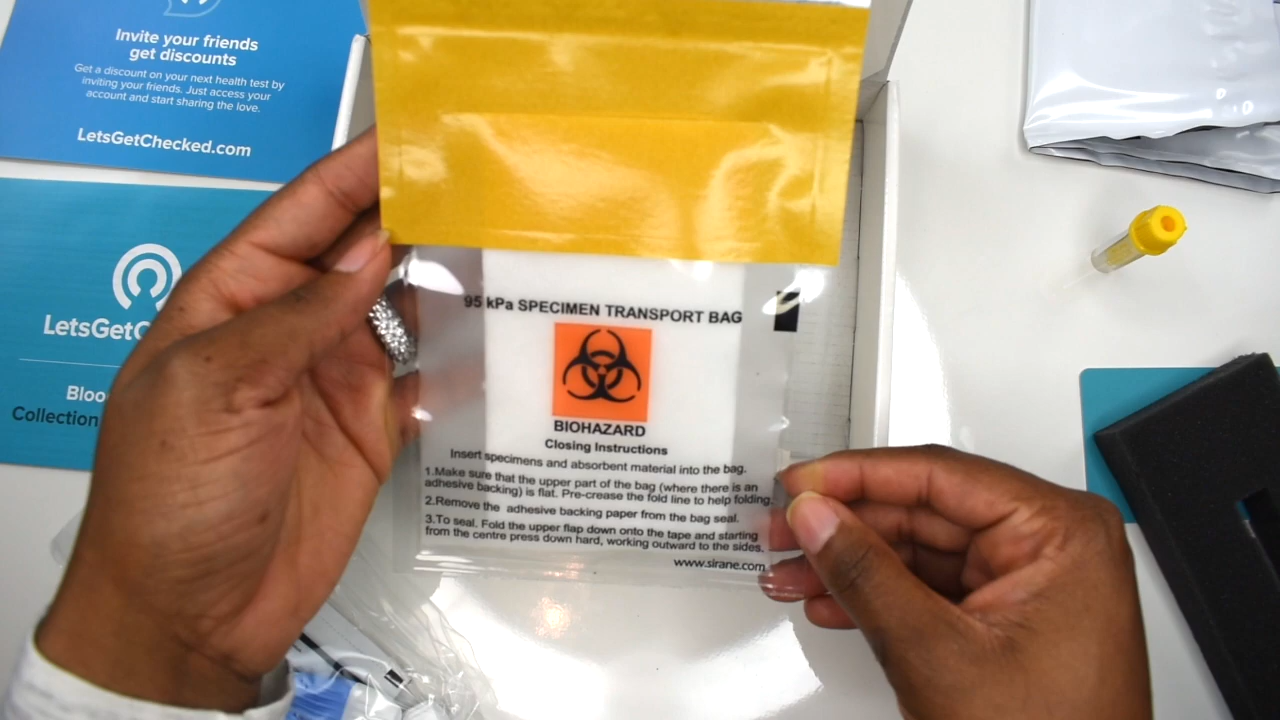 Invite your friends
get discounts
Get a discount on your next health test by
inviting your friends. Just access your
account and start sharing the love.
LetsGetChecked.com
LetsGetC
Bloo
Collection
95 kPa SPECIMEN TRANSPORT BAG
BIOHAZARD
Closing Instructions
Insert specimens and absorbent material into the bag.
1.Make sure that the upper part of the bag (where there is an
adhesive backing) is flat. Pre-crease the fold line to help folding.
2.Remove the adhesive backing paper from the bag seal.
3.To seal. Fold the upper flap down onto the tape and starting
from the centre press down hard, working outward to the sides.
www.sirane.com